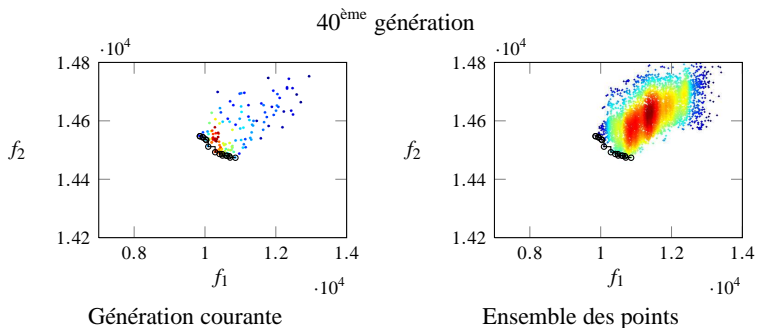 40ème génération
·10⁴
1.48
1.46
1.44
1.42
f₂
0.8 1 1.2 1.4
f₁
·10⁴
Génération courante
·10⁴
1.48
1.46
1.44
1.42
f₂
0.8 1 1.2 1.4
f₁
·10⁴
Ensemble des points